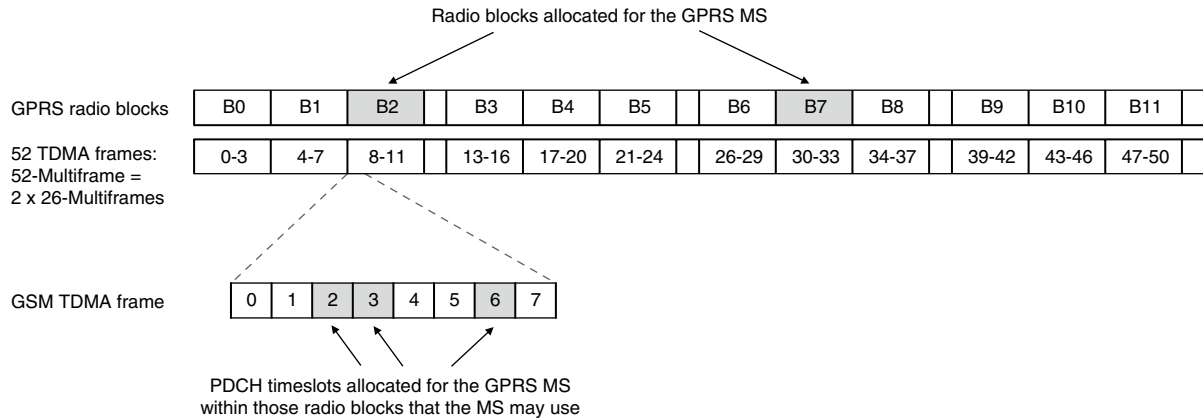 Radio blocks allocated for the GPRS MS
GPRS radio blocks B0 B1 B2 B3 B4 B5 B6 B7 B8 B9 B10 B11
52 TDMA frames: 0-3 4-7 8-11 13-16 17-20 21-24 26-29 30-33 34-37 39-42 43-46 47-50
52-Multiframe =
2 x 26-Multiframes
GSM TDMA frame 0 1 2 3 4 5 6 7
PDCH timeslots allocated for the GPRS MS
within those radio blocks that the MS may use